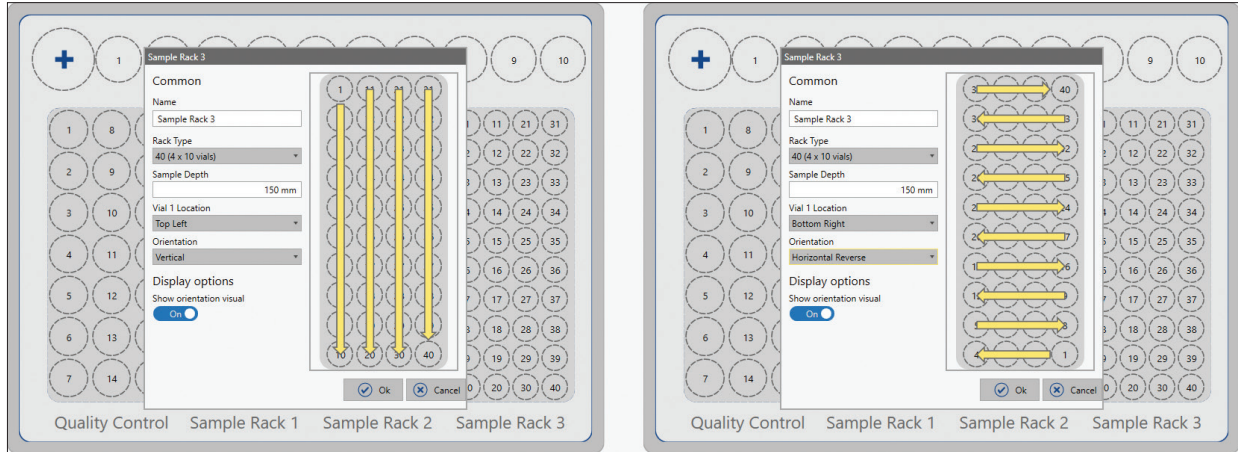 1
9
10
Sample Rack 3
Common
Name
Sample Rack 3
Rack Type
40 (4 x 10 vials)
Sample Depth
150 mm
Vial 1 Location
Top Left
Orientation
Vertical
Display options
Show orientation visual
On
1
10 20 30 40
Ok
Cancel
1 8
2 9
3 10
4 11
5 12
6 13
7 14
11 21 31
12 22 32
13 23 33
14 24 34
15 25 35
16 26 36
17 27 37
18 28 38
19 29 39
20 30 40
Quality Control Sample Rack 1 Sample Rack 2 Sample Rack 3
1
9
10
Sample Rack 3
Common
Name
Sample Rack 3
Rack Type
40 (4 x 10 vials)
Sample Depth
150 mm
Vial 1 Location
Bottom Right
Orientation
Horizontal Reverse
Display options
Show orientation visual
On
40
1
Ok
Cancel
1 8
2 9
3 10
4 11
5 12
6 13
7 14
11 21 31
12 22 32
13 23 33
14 24 34
15 25 35
16 26 36
17 27 37
18 28 38
19 29 39
20 30 40
Quality Control Sample Rack 1 Sample Rack 2 Sample Rack 3